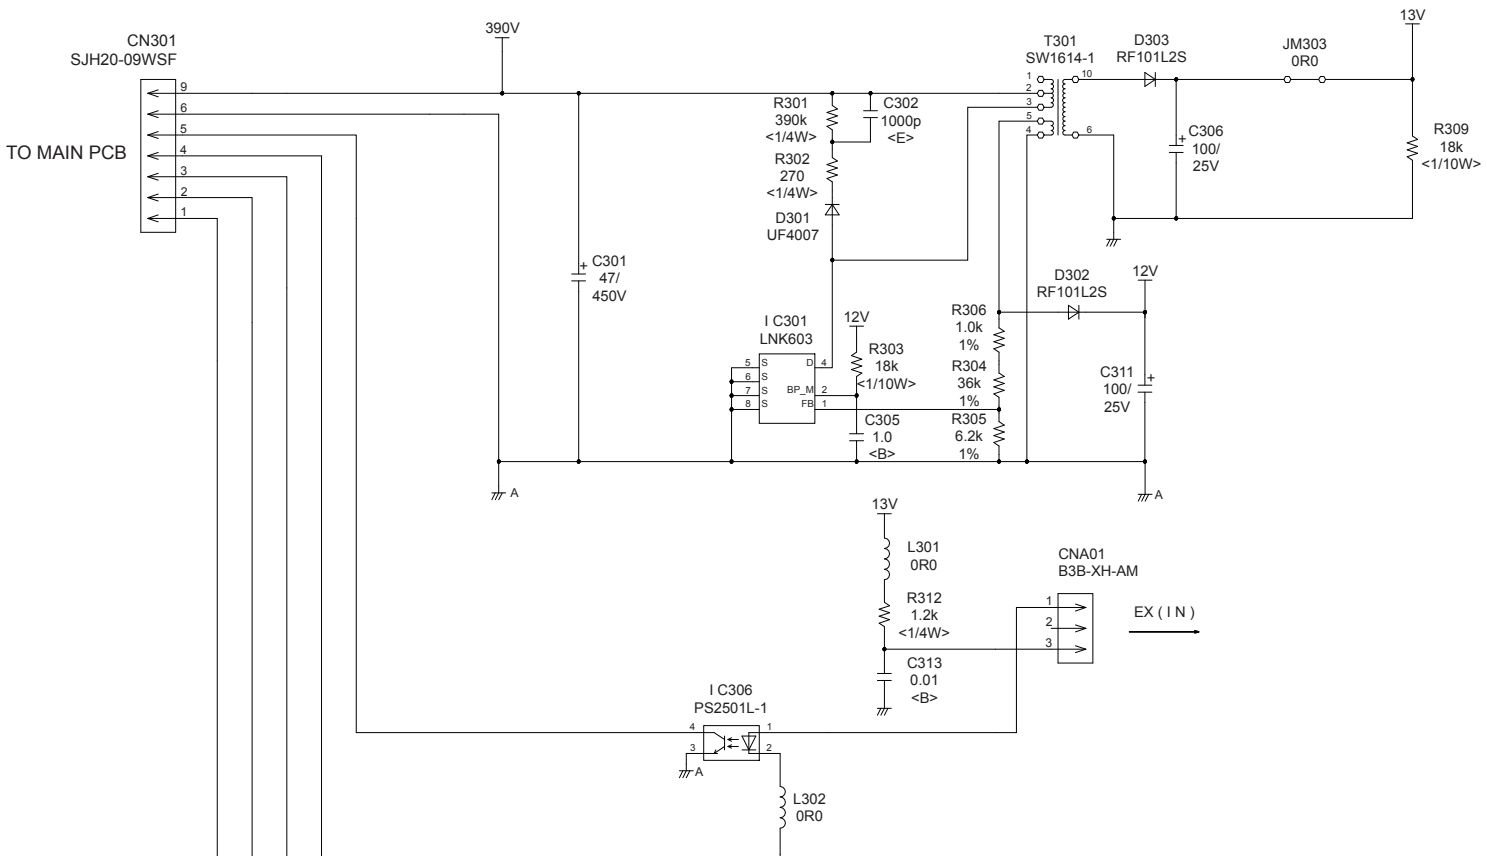 CN301
SJH20-09WSF
9
6
5
4
3
2
1
TO MAIN PCB
390V
C301
47/
450V
R301
390k
<1/4W>
C302
1000p
<E>
R302
270
<1/4W>
D301
UF4007
T301
SW1614-1
1
2
3
5
4
10
6
D303
RF101L2S
JM303
0R0
13V
C306
100/
25V
R309
18k
<1/10W>
I C301
LNK603
5 S
6 S
7 S
8 S
D 4
BP_M 2
FB 1
12V
R303
18k
<1/10W>
C305
1.0
<B>
R306
1.0k
1%
R304
36k
1%
R305
6.2k
1%
D302
RF101L2S
12V
C311
100/
25V
A
A
13V
L301
0R0
R312
1.2k
<1/4W>
C313
0.01
<B>
CNA01
B3B-XH-AM
1
2
3
EX ( I N )
I C306
PS2501L-1
4
3
1
2
A
L302
0R0